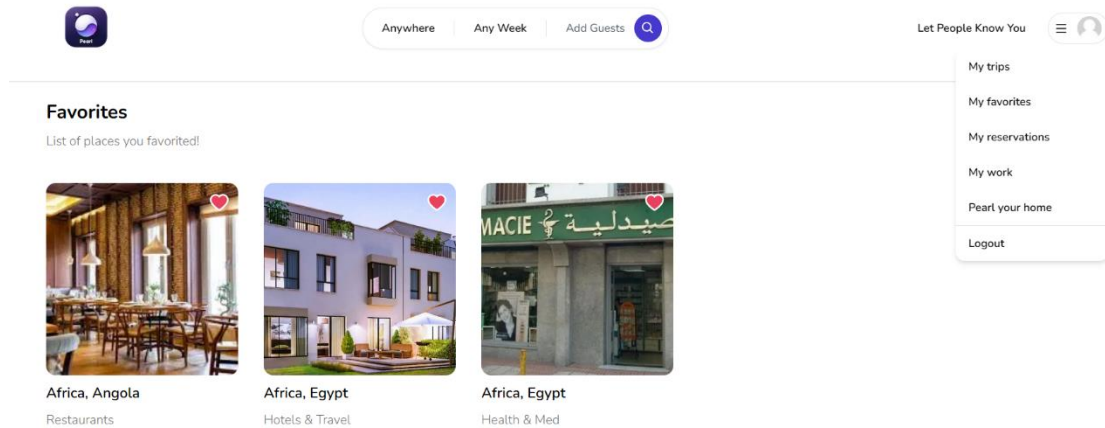 Pearl
Anywhere
Any Week
Add Guests
Let People Know You
My trips
My favorites
My reservations
My work
Pearl your home
Logout
Favorites
List of places you favorited!
MACIE صيدلية
Africa, Angola
Restaurants
Africa, Egypt
Hotels & Travel
Africa, Egypt
Health & Med